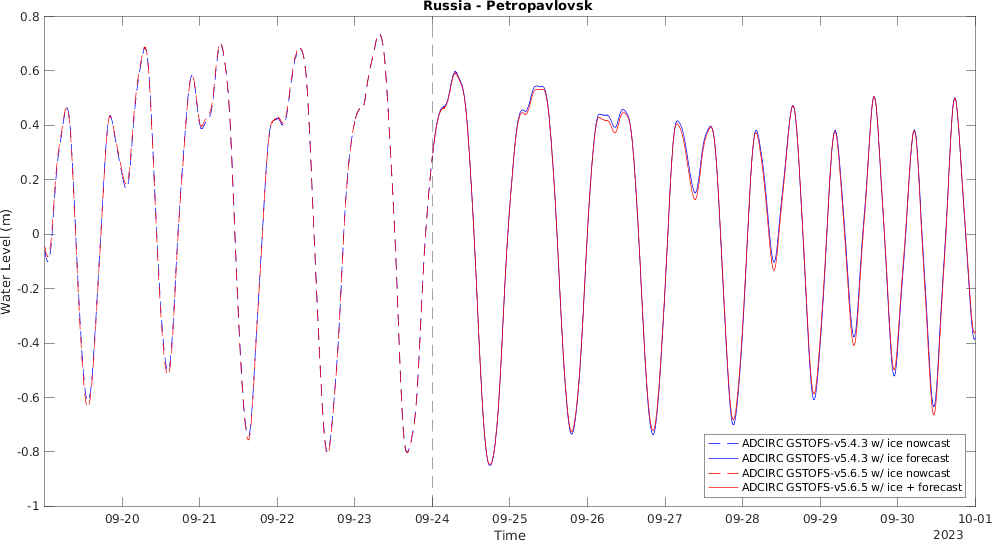 Russia - Petropavlovsk
Water Level (m)
0.8
0.6
0.4
0.2
0
-0.2
-0.4
-0.6
-0.8
-1
ADCIRC GSTOFS-v5.4.3 w/ ice nowcast
ADCIRC GSTOFS-v5.4.3 w/ ice forecast
ADCIRC GSTOFS-v5.6.5 w/ ice nowcast
ADCIRC GSTOFS-v5.6.5 w/ ice + forecast
09-20 09-21 09-22 09-23 09-24 09-25 09-26 09-27 09-28 09-29 09-30 10-01
Time
2023